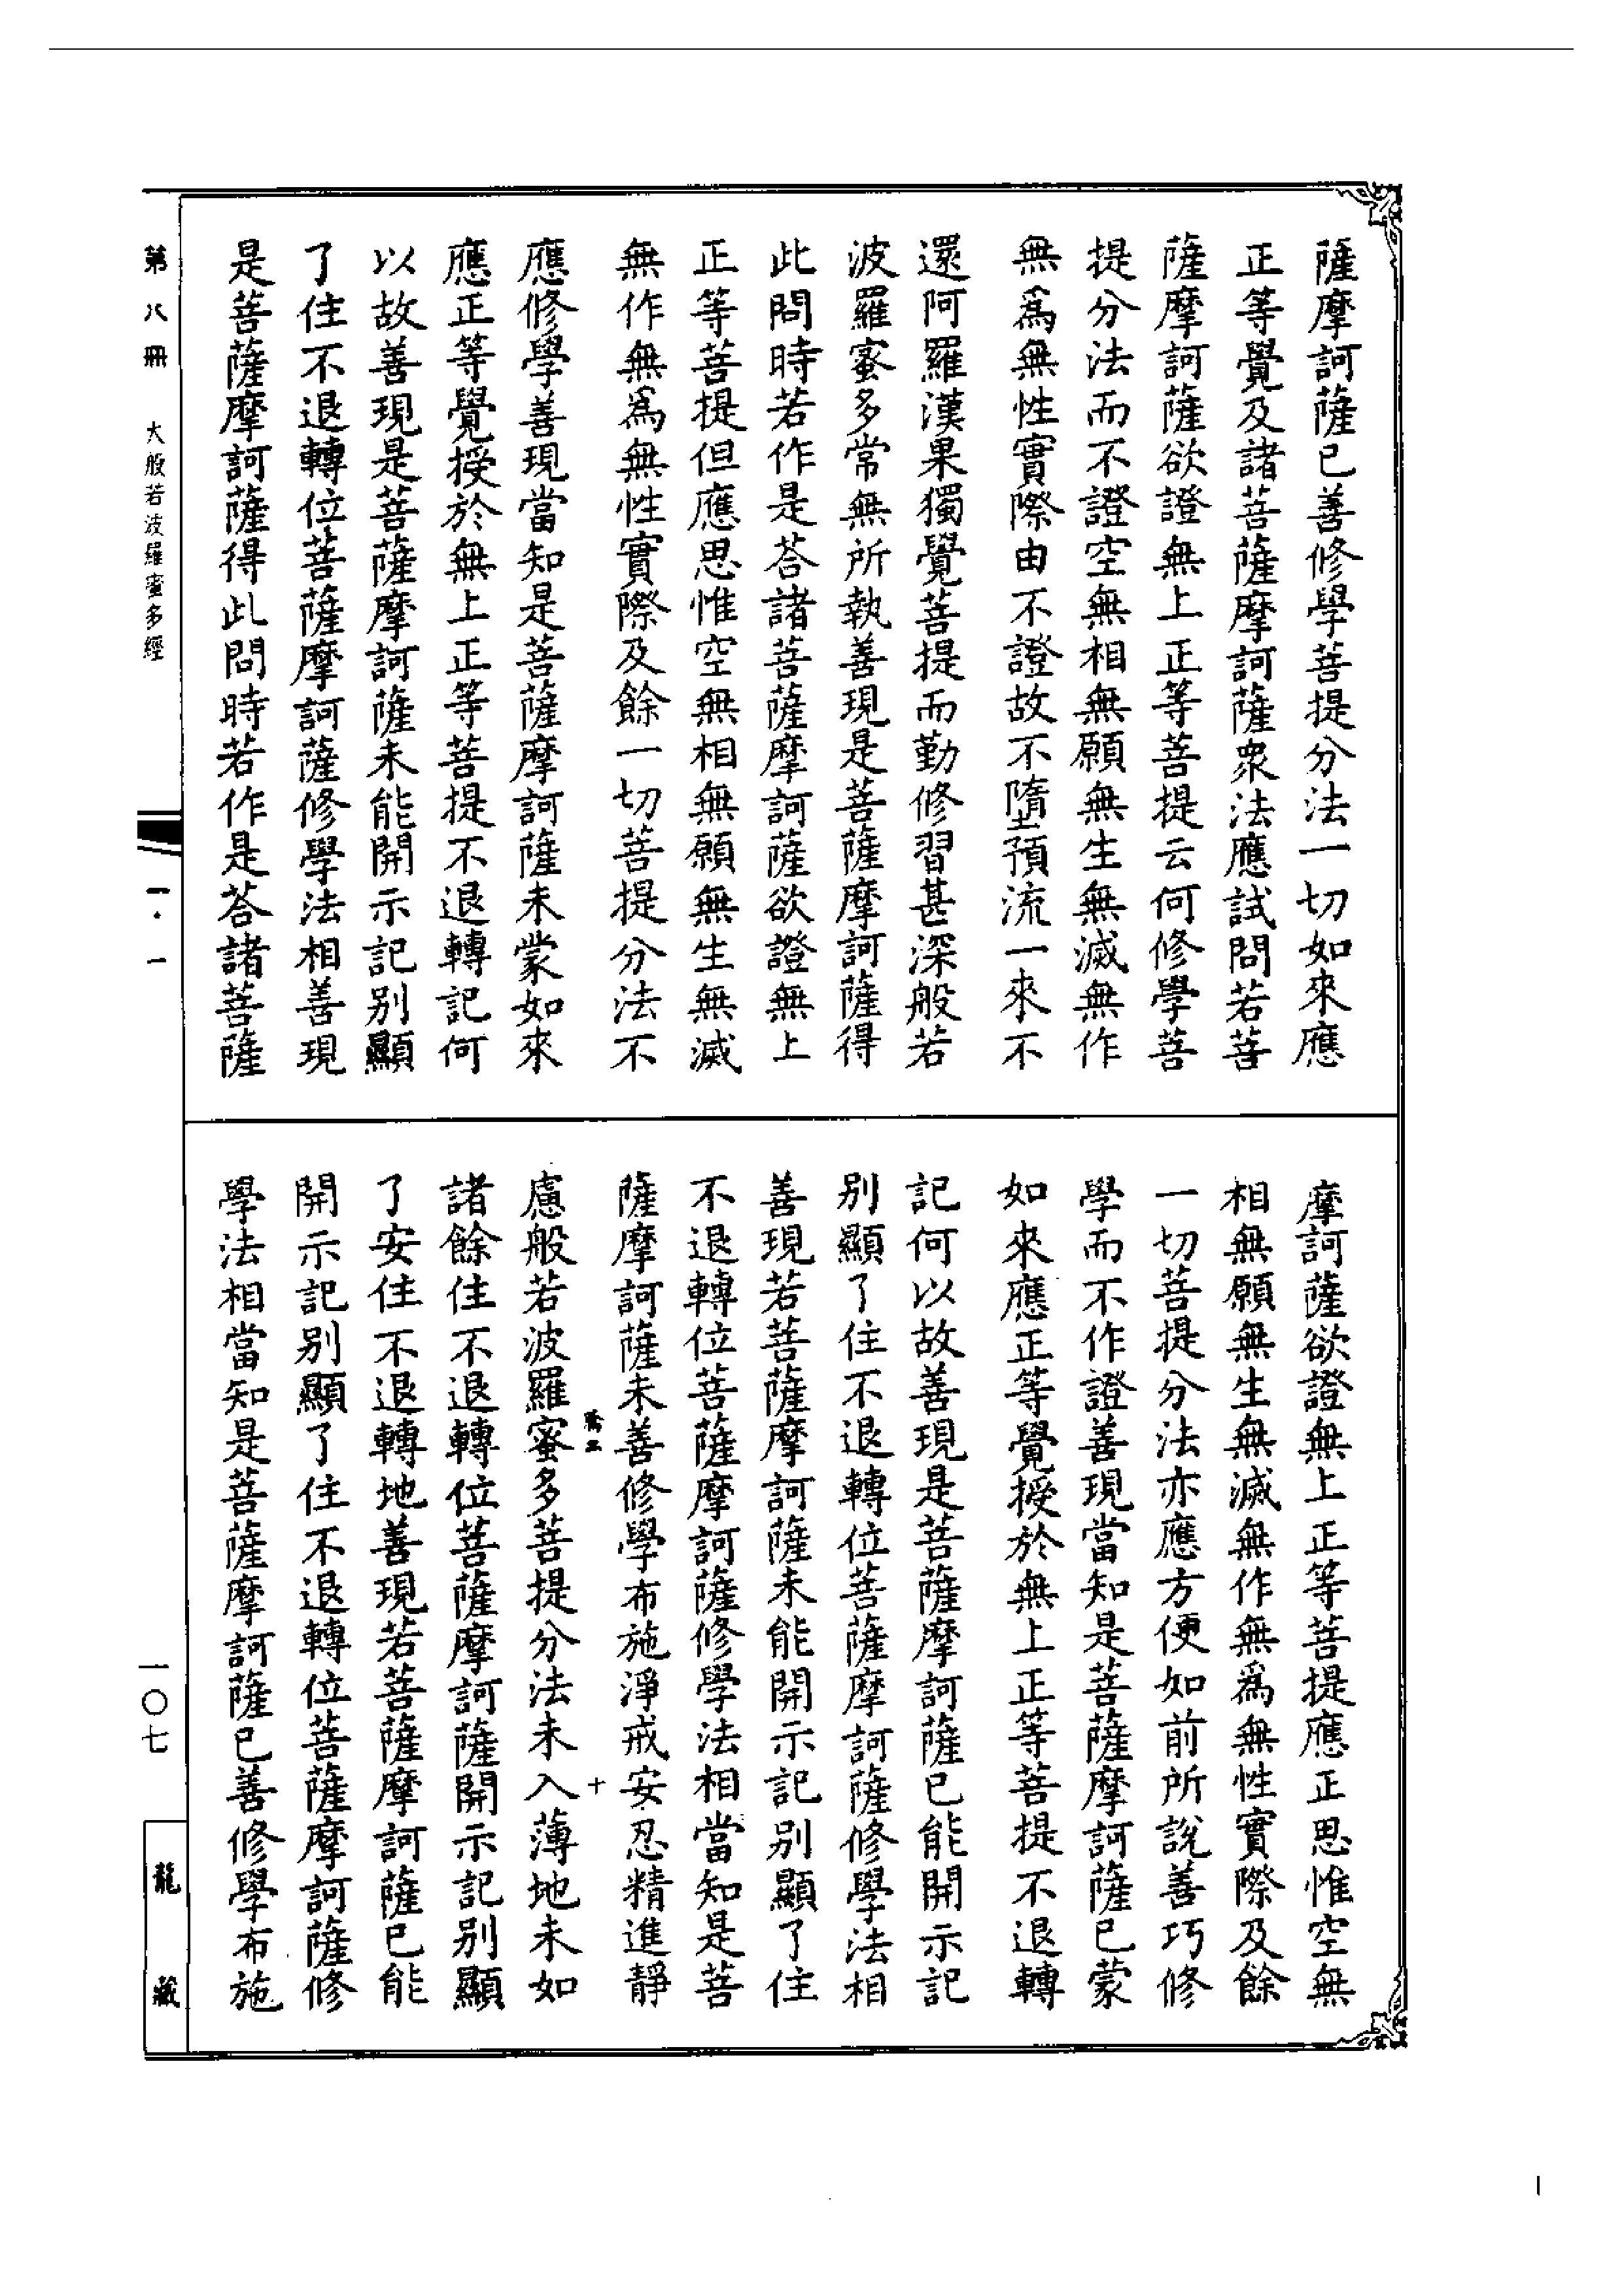 薩摩訶薩已善修學菩提分法一切如來應
正等覺及諸菩薩摩訶薩衆法應試問若菩
薩摩訶薩欲證無上正等菩提云何修學菩
提分法而不證空無相無願無生無滅無作
無爲無性實際由不證故不墮預流一來不
還阿羅漢果獨覺菩提而勤修習甚深般若
波羅蜜多常無所執善現是菩薩摩訶薩得
此問時若作是荅諸菩薩摩訶薩欲證無上
正等菩提但應思惟空無相無願無生無滅
無作無爲無性實際及餘一切菩提分法不
應修學善現當知是菩薩摩訶薩未蒙如來
應正等覺授於無上正等菩提不退轉記何
以故善現是菩薩摩訶薩未能開示記別顯
了住不退轉位菩薩摩訶薩修學法相善現
是菩薩摩訶薩得此問時若作是荅諸菩薩
摩訶薩欲證無上正等菩提應正思惟空無
相無願無生無滅無作無爲無性實際及餘
一切菩提分法亦應方便如前所說善巧修
學而不作證善現當知是菩薩摩訶薩已蒙
如來應正等覺授於無上正等菩提不退轉
記何以故善現是菩薩摩訶薩已能開示記
別顯了住不退轉位菩薩摩訶薩修學法相
善現若菩薩摩訶薩未能開示記別顯了住
不退轉位菩薩摩訶薩修學法相當知是菩
薩摩訶薩未善修學布施淨戒安忍精進靜
十
慮般若波羅蜜多菩提分法未入薄地未如
諸餘住不退轉位菩薩摩訶薩開示記別顯
了安住不退轉地善現若菩薩摩訶薩已能
開示記別顯了住不退轉位菩薩摩訶薩修
學法相當知是菩薩摩訶薩已善修學布施
第八冊 大般若波羅蜜多經
一·一
一〇七
龍藏